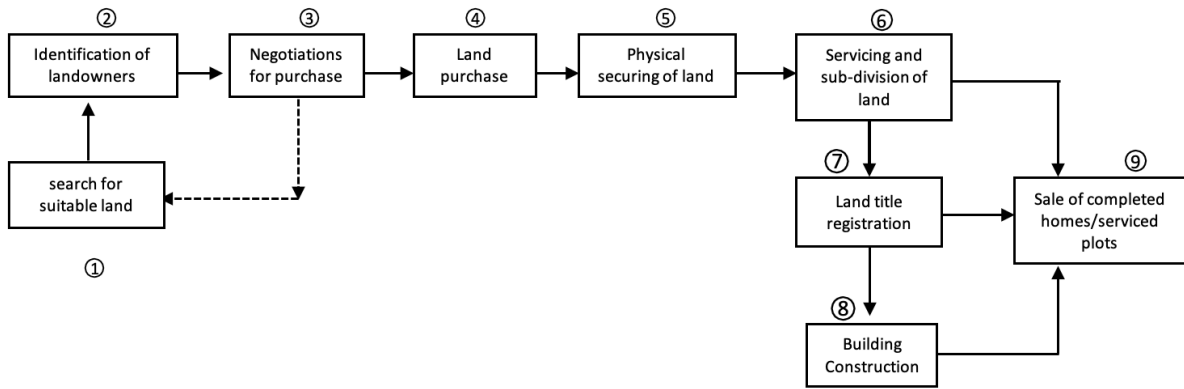 ②
Identification of
landowners
③
Negotiations
for purchase
④
Land
purchase
⑤
Physical
securing of land
⑥
Servicing and
sub-division of
land
search for
suitable land
①
⑦
Land title
registration
⑨
Sale of completed
homes/serviced
plots
⑧
Building
Construction